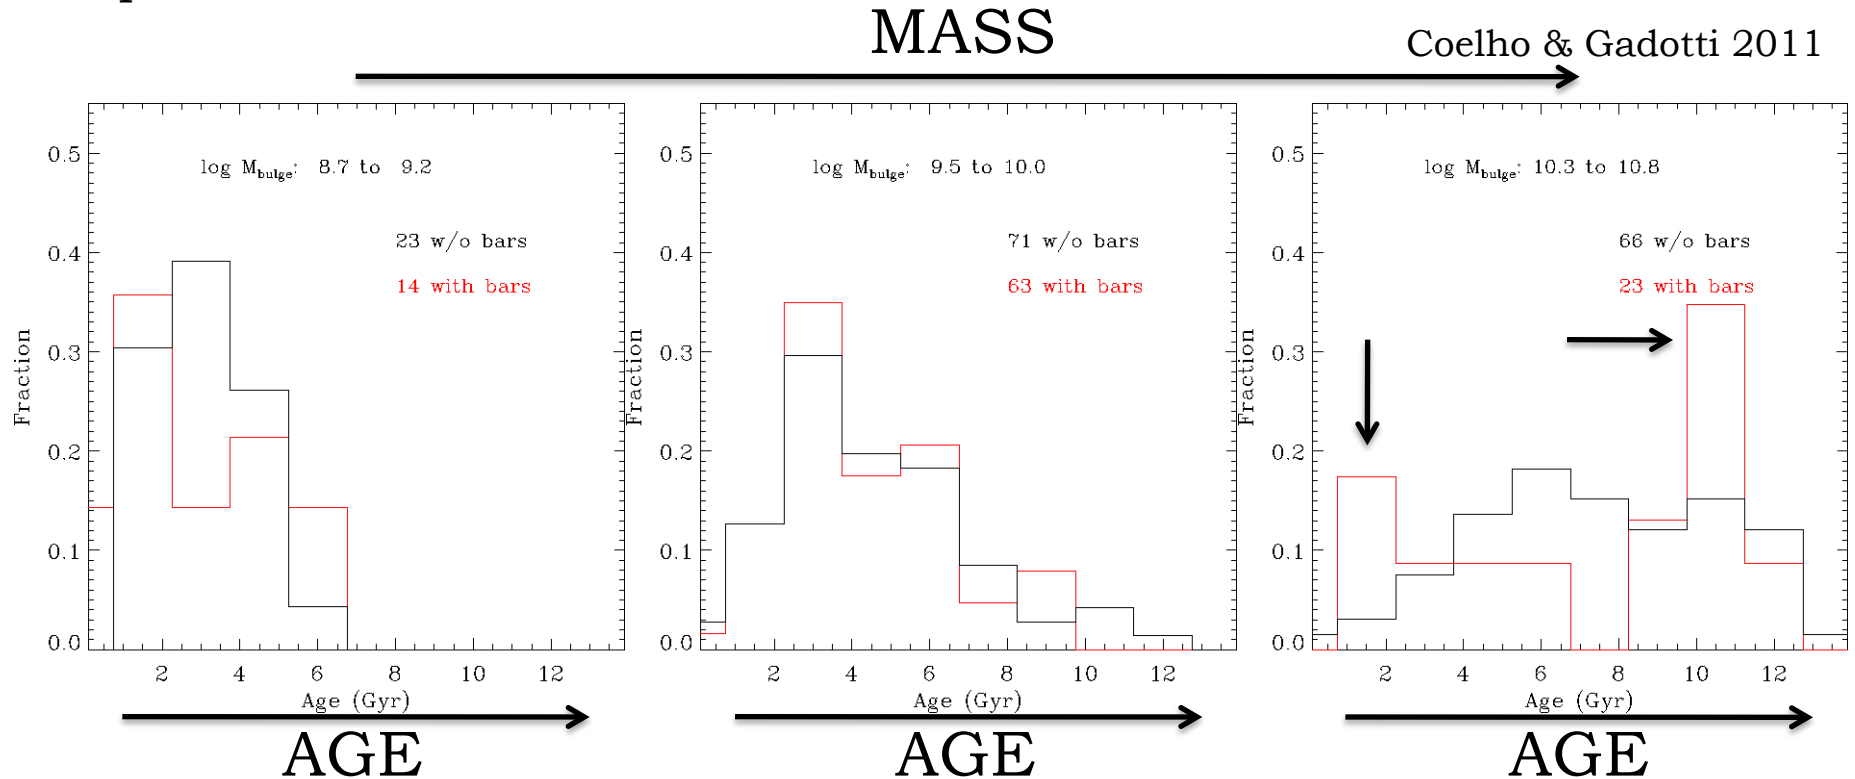 MASS
Coelho & Gadotti 2011
log Mbulge: 8.7 to 9.2
23 w/o bars
14 with bars
Fraction
0.5
0.4
0.3
0.2
0.1
0.0
2 4 6 8 10 12
Age (Gyr)
AGE
log Mbulge: 9.5 to 10.0
71 w/o bars
63 with bars
Fraction
0.5
0.4
0.3
0.2
0.1
0.0
2 4 6 8 10 12
Age (Gyr)
AGE
log Mbulge: 10.3 to 10.8
66 w/o bars
23 with bars
Fraction
0.5
0.4
0.3
0.2
0.1
0.0
2 4 6 8 10 12
Age (Gyr)
AGE